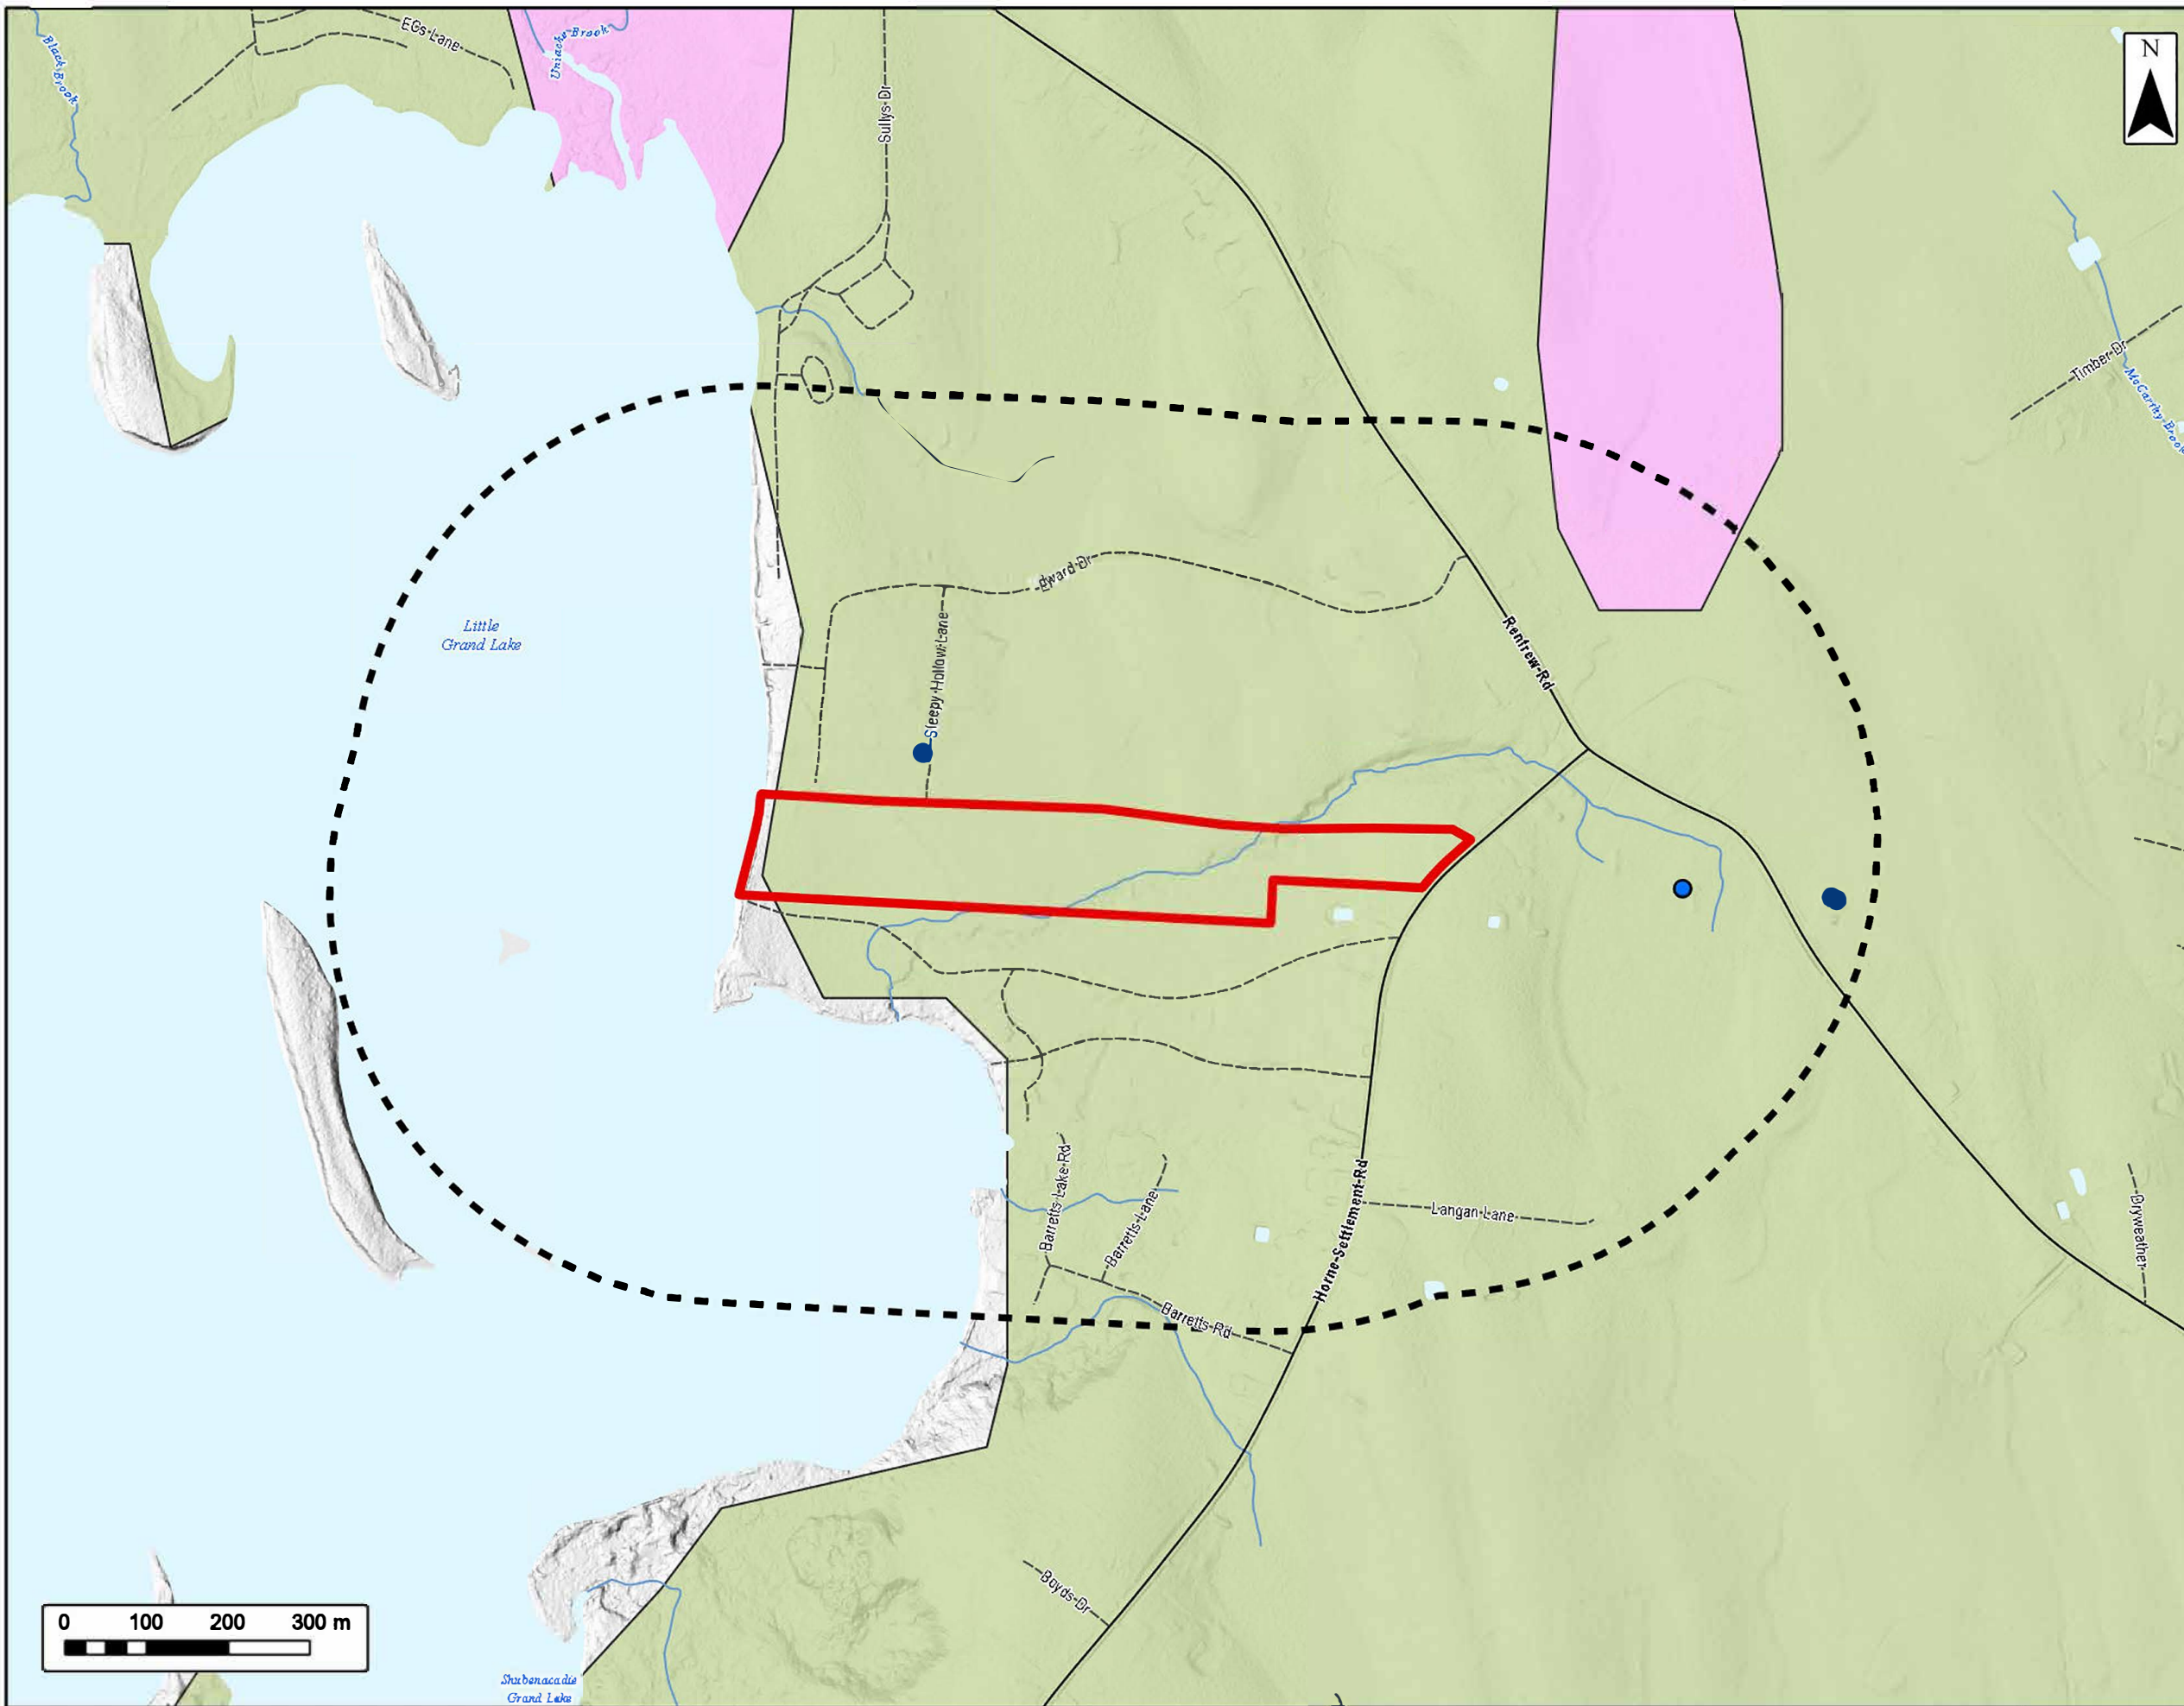 EGs Lane
Uniacke Brook
Black Brook
N
Sullys Dr
Timber Dr
McCarthy Brook
Edward Dr
Little
Grand Lake
Sleepy Hollow Lane
Renfrew Rd
Barretts Lake Rd
Barretts Lane
Horne Settlement Rd
Langan Lane
Dryweather
Barretts Rd
Boyds Dr
0 100 200 300 m
Shubenacadie
Grand Lake